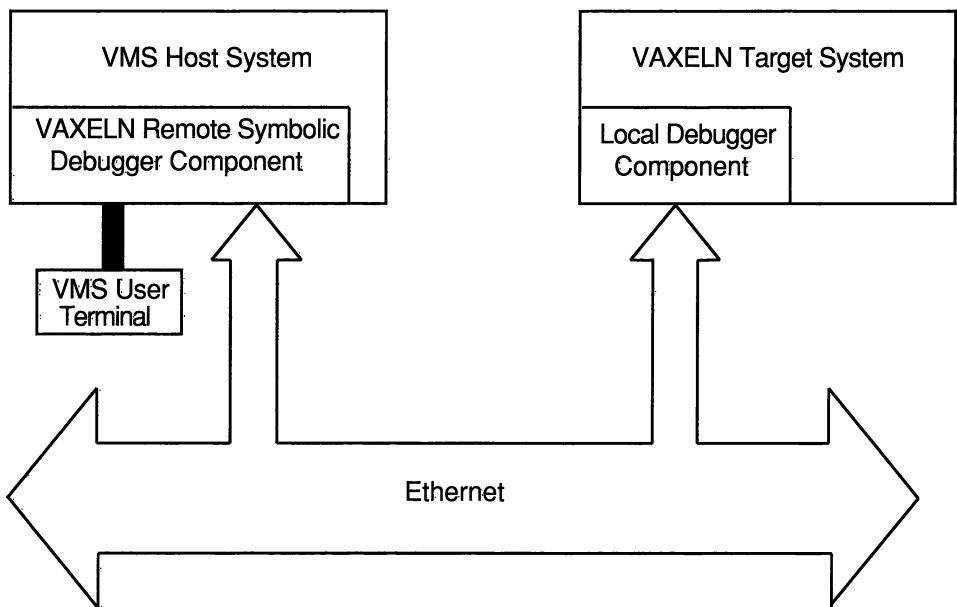 VMS Host System
VAXELN Remote Symbolic
Debugger Component
VMS User
Terminal
VAXELN Target System
Local Debugger
Component
Ethernet